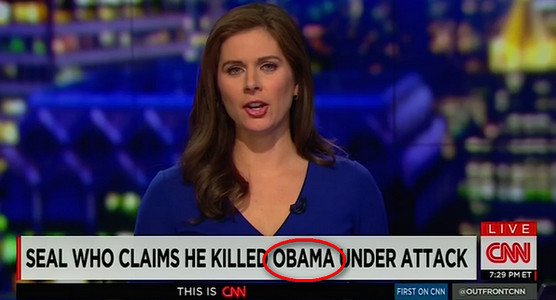 LIVE
SEAL WHO CLAIMS HE KILLED OBAMA UNDER ATTACK
CNN
7:29 PM ET
THIS IS CNN
FIRST ON CNN
@OUTFRONTCNN